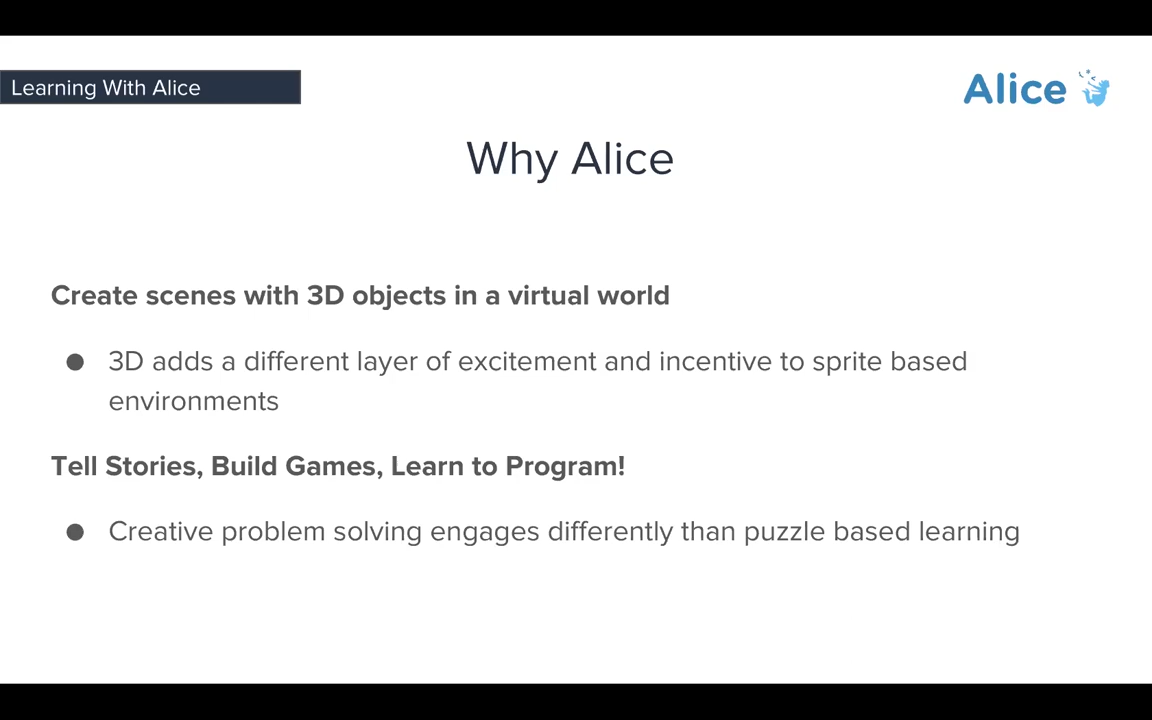 Learning With Alice
Alice
Why Alice
Create scenes with 3D objects in a virtual world
● 3D adds a different layer of excitement and incentive to sprite based
environments
Tell Stories, Build Games, Learn to Program!
● Creative problem solving engages differently than puzzle based learning